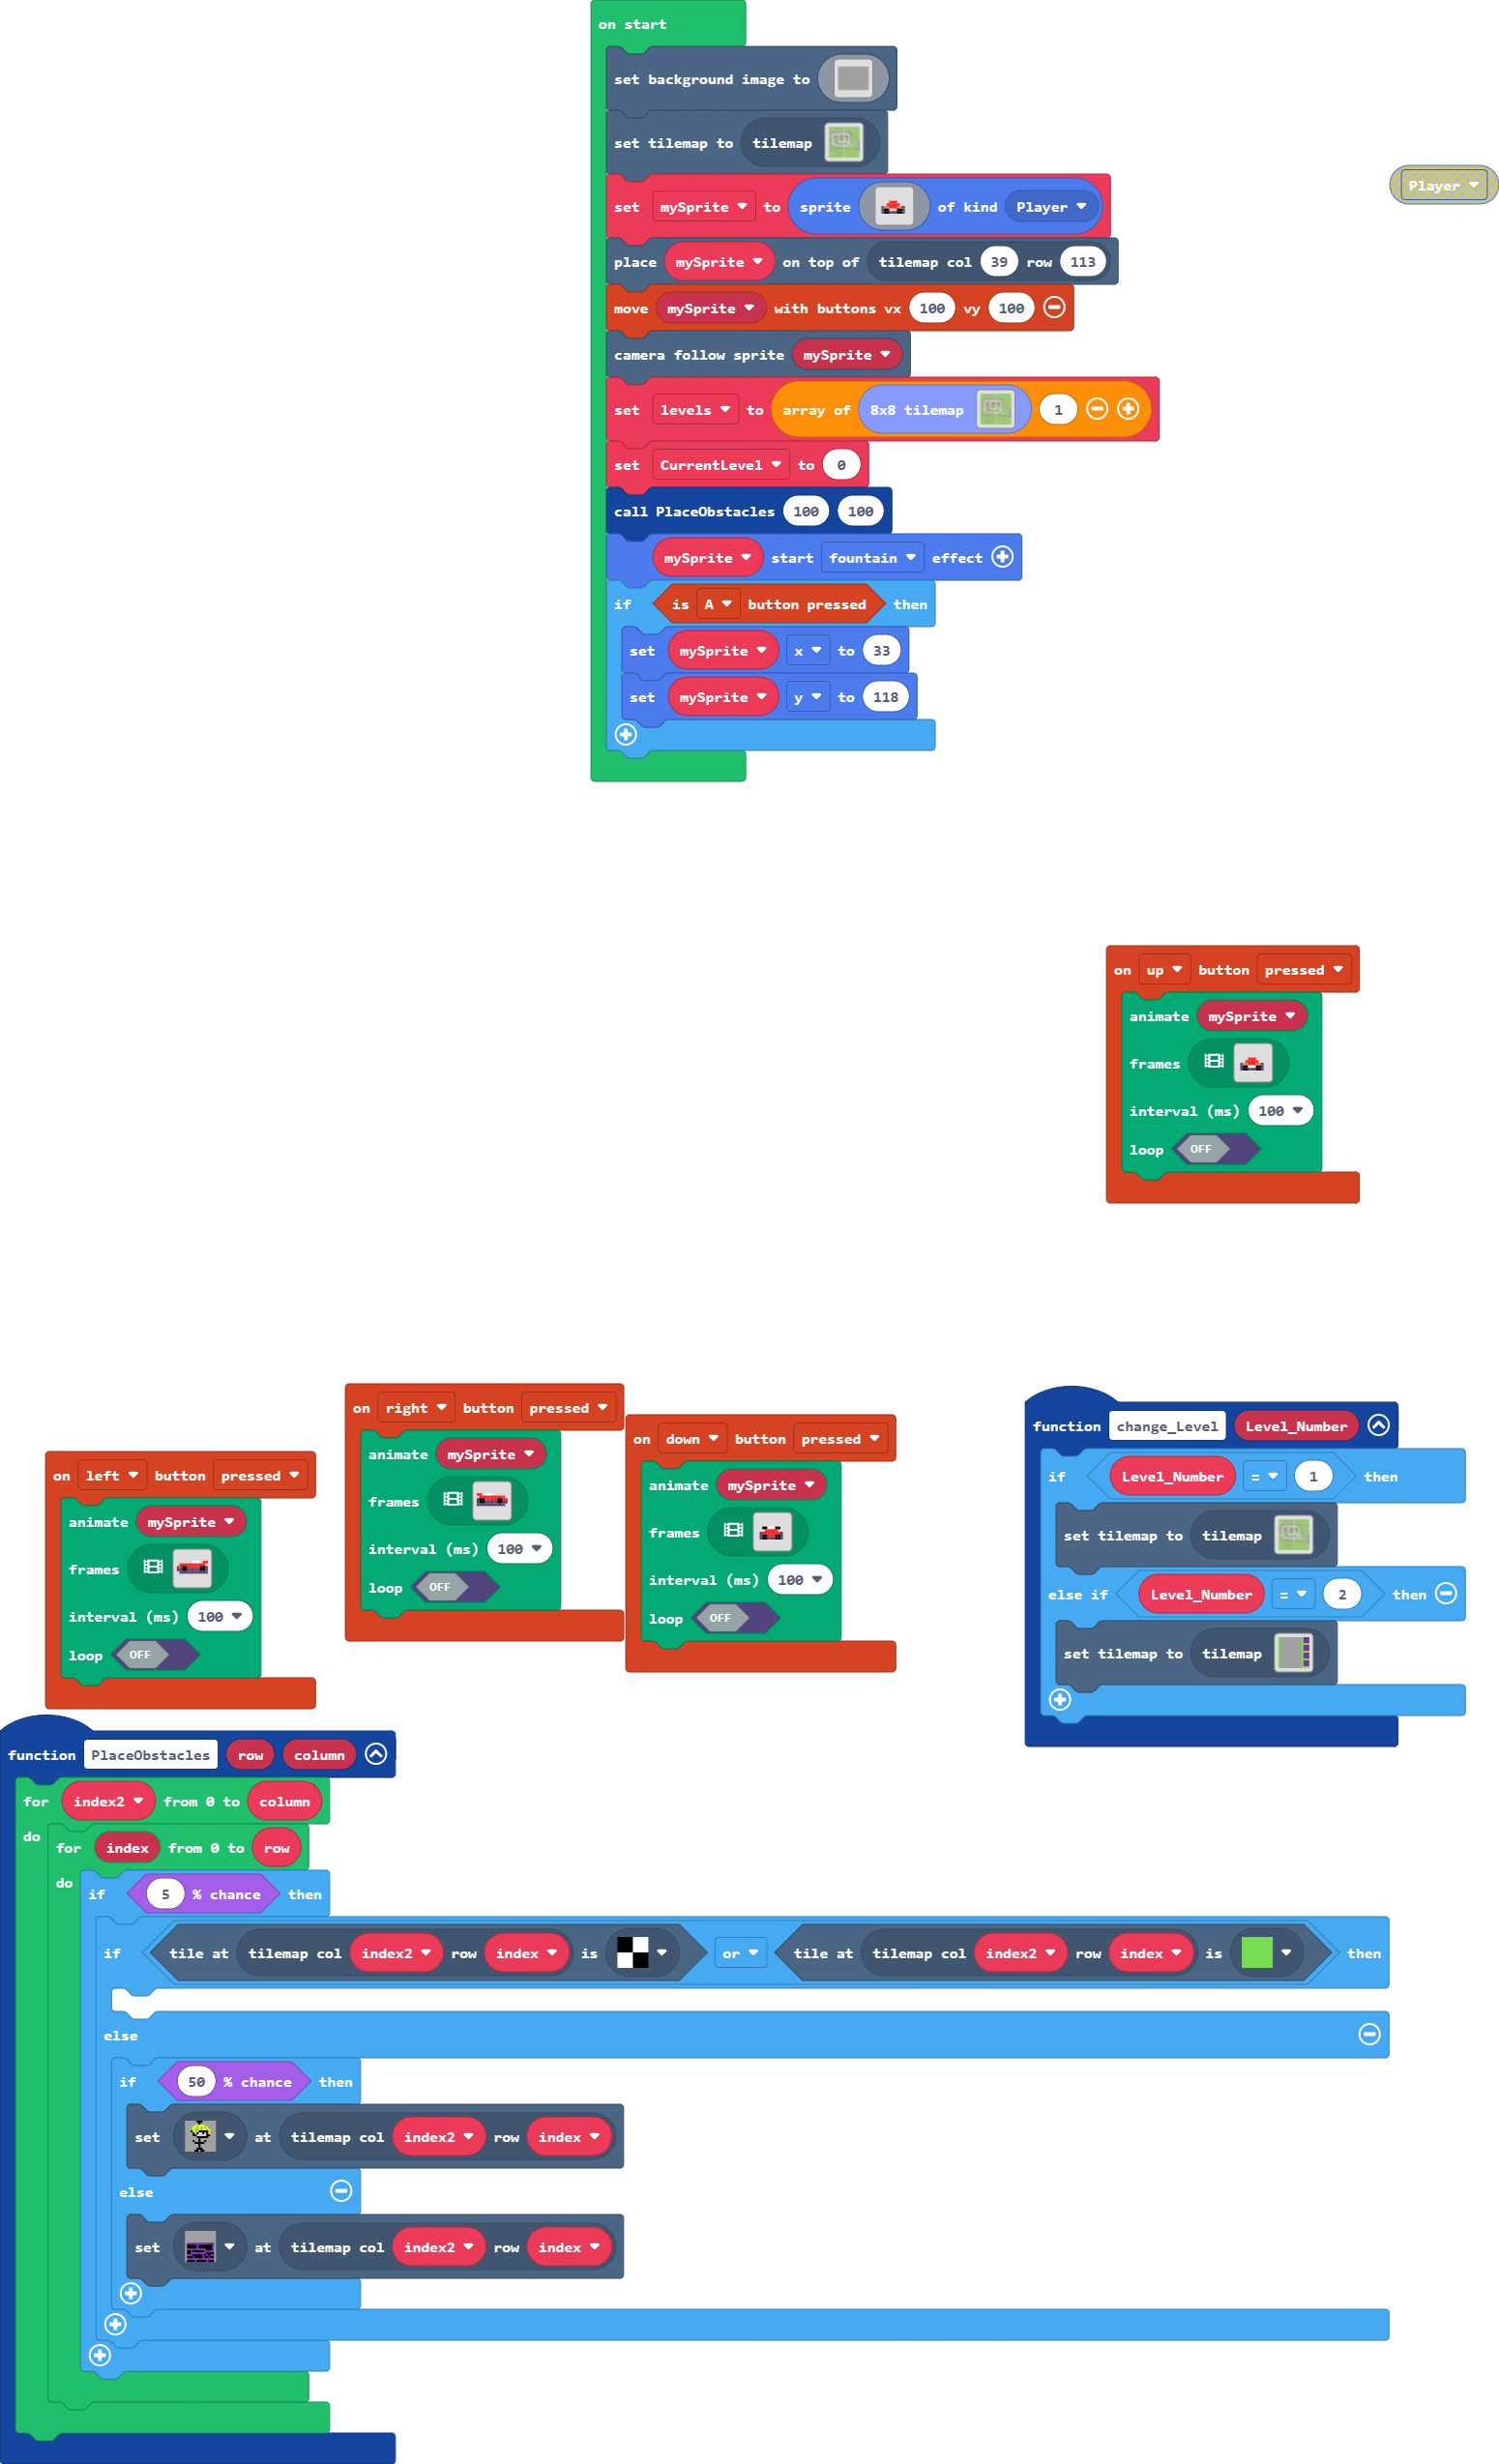 on start
set background image to
set tilemap to tilemap
set mySprite to sprite of kind Player
Player
place mySprite on top of tilemap col 39 row 113
move mySprite with buttons vx 100 vy 100
camera follow sprite mySprite
set levels to array of 8x8 tilemap 1
set CurrentLevel to 0
call PlaceObstacles 100 100
mySprite start fountain effect
if is A button pressed then
set mySprite x to 33
set mySprite y to 118
on up button pressed
animate mySprite
frames
interval (ms) 100
loop OFF
on left button pressed
animate mySprite
frames
interval (ms) 100
loop OFF
on right button pressed
animate mySprite
frames
interval (ms) 100
loop OFF
on down button pressed
animate mySprite
frames
interval (ms) 100
loop OFF
function change_Level Level_Number
if Level_Number = 1 then
set tilemap to tilemap
else if Level_Number = 2 then
set tilemap to tilemap
function PlaceObstacles row column
for index2 from 0 to column
do for index from 0 to row
do if 5 % chance then
if tile at tilemap col index2 row index is or tile at tilemap col index2 row index is then
else
if 50 % chance then
set at tilemap col index2 row index
else
set at tilemap col index2 row index